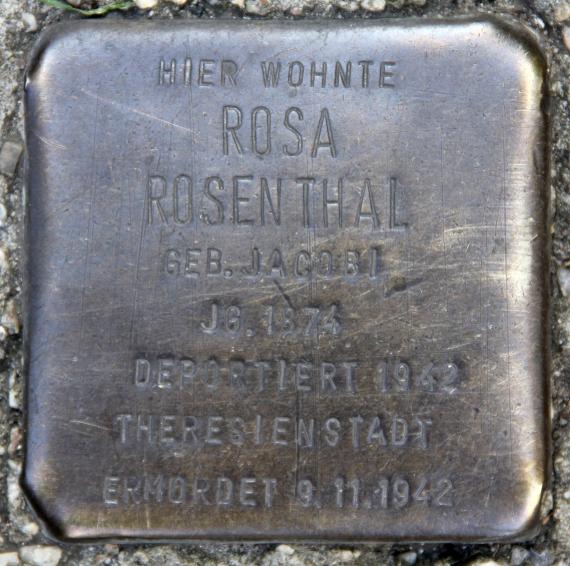 HIER WOHNTE
ROSA
ROSENTHAL
GEB. JACOBI
JG. 1874
DEPORTIERT 1942
THERESIENSTADT
ERMORDET 9.11.1942